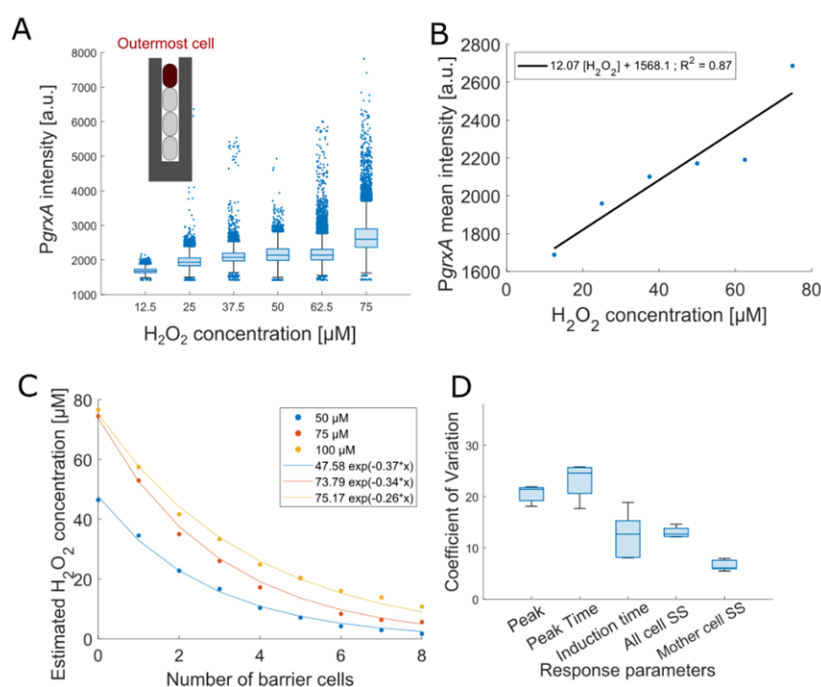 A
Outermost cell
PgrxA intensity [a.u.]
8000
7000
6000
5000
4000
3000
2000
1000
12.5 25 37.5 50 62.5 75
H₂O₂ concentration [µM]
B
PgrxA mean intensity [a.u.]
2800
2600
2400
2200
2000
1800
1600
12.07 [H₂O₂] + 1568.1 ; R² = 0.87
0 20 40 60 80
H₂O₂ concentration [µM]
C
Estimated H₂O₂ concentration [µM]
80
60
40
20
0
50 µM
75 µM
100 µM
47.58 exp(-0.37*x)
73.79 exp(-0.34*x)
75.17 exp(-0.26*x)
0 2 4 6 8
Number of barrier cells
D
Coefficient of Variation
30
20
10
0
Peak
Peak Time
Induction time
All cell SS
Mother cell SS
Response parameters